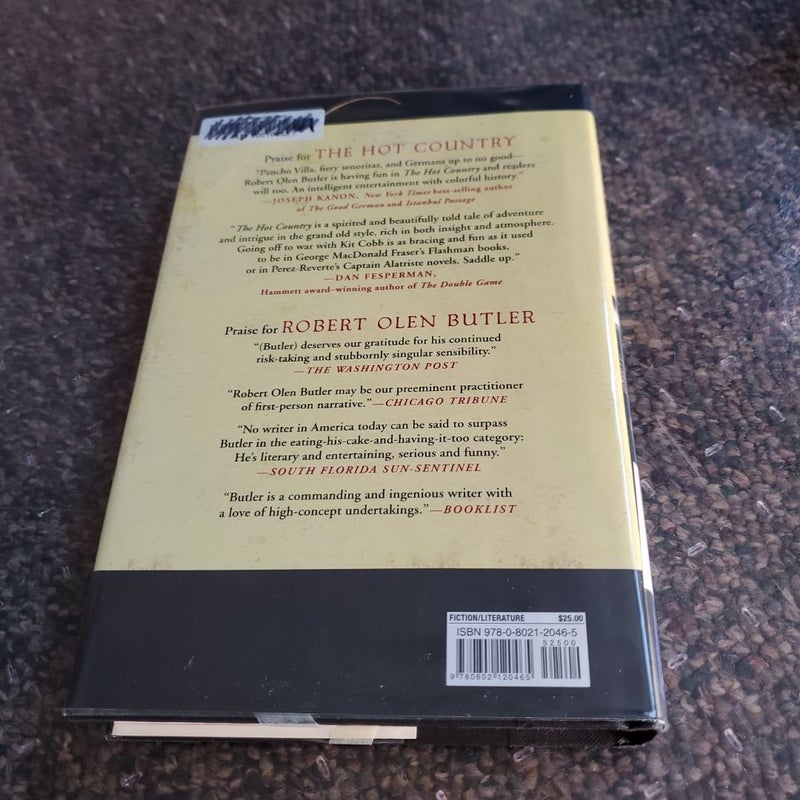 Praise for THE HOT COUNTRY
"Pancho Villa, fiery senoritas, and Germans up to no good—
Robert Olen Butler is having fun in The Hot Country and readers
will too. An intelligent entertainment with colorful history."
—JOSEPH KANON, New York Times best-selling author
of The Good German and Istanbul Passage
"The Hot Country is a spirited and beautifully told tale of adventure
and intrigue in the grand old style, rich in both insight and atmosphere.
Going off to war with Kit Cobb is as bracing and fun as it used
to be in George MacDonald Fraser's Flashman books,
or in Perez-Reverte's Captain Alatriste novels. Saddle up."
—DAN FESPERMAN,
Hammett award–winning author of The Double Game
Praise for ROBERT OLEN BUTLER
"(Butler) deserves our gratitude for his continued
risk-taking and stubbornly singular sensibility."
—THE WASHINGTON POST
"Robert Olen Butler may be our preeminent practitioner
of first-person narrative."—CHICAGO TRIBUNE
"No writer in America today can be said to surpass
Butler in the eating-his-cake-and-having-it-too category:
He's literary and entertaining, serious and funny."
—SOUTH FLORIDA SUN-SENTINEL
"Butler is a commanding and ingenious writer with
a love of high-concept undertakings."—BOOKLIST
FICTION/LITERATURE $25.00
ISBN 978-0-8021-2046-5
52500
9 780802 120465